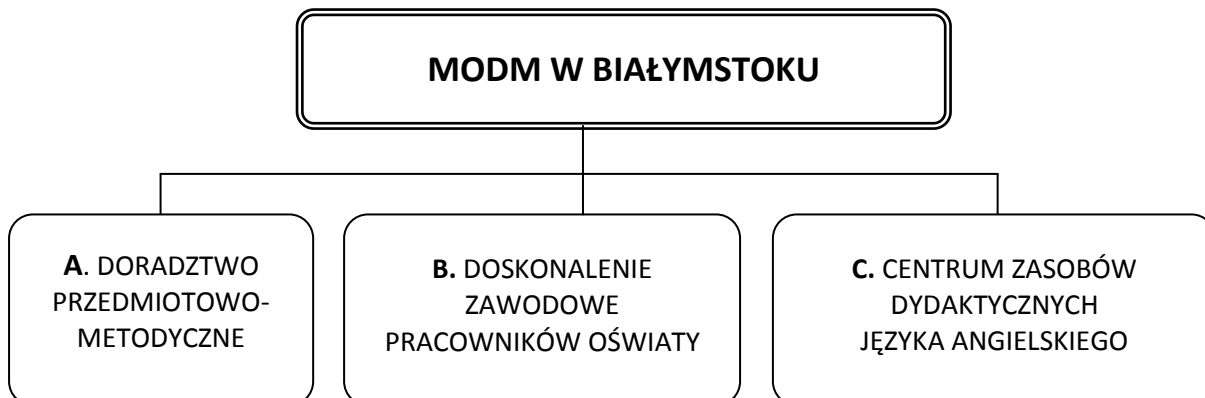 MODM W BIAŁYMSTOKU
A. DORADZTWO
PRZEDMIOTOWO-
METODYCZNE
B. DOSKONALENIE
ZAWODOWE
PRACOWNIKÓW OŚWIATY
C. CENTRUM ZASOBÓW
DYDAKTYCZNYCH
JĘZYKA ANGIELSKIEGO